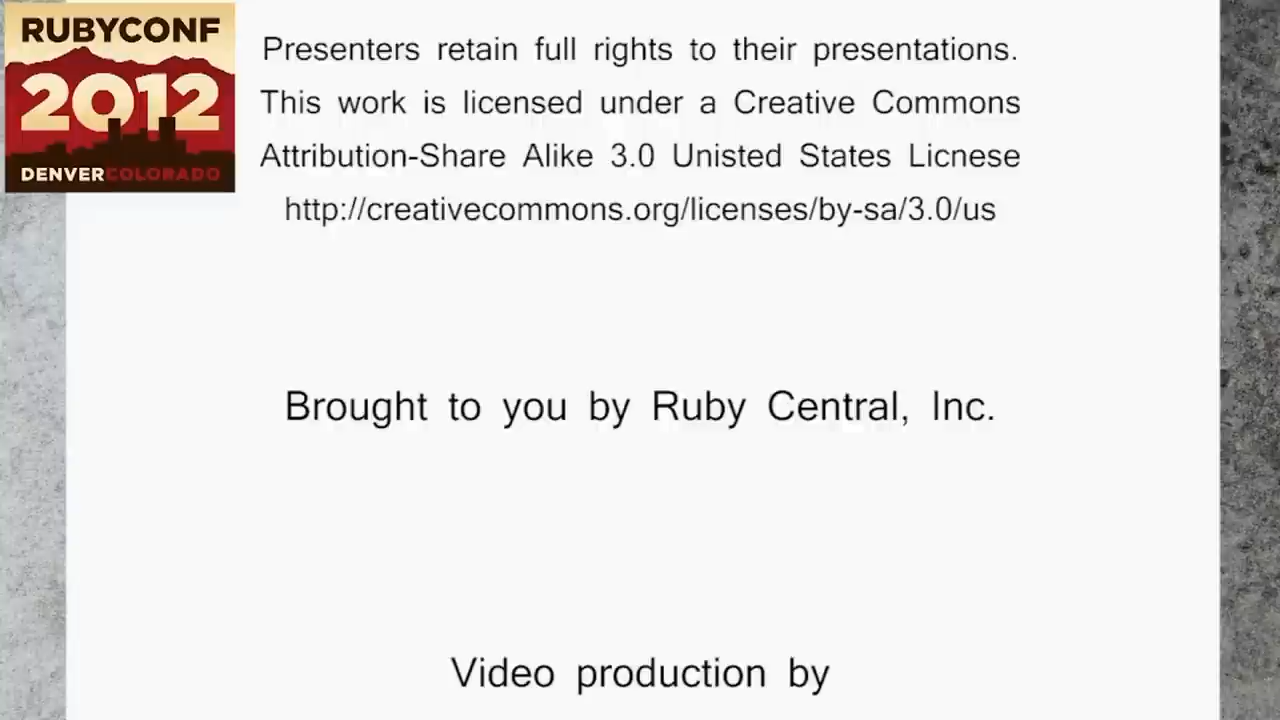 RUBYCONF
2012
DENVERCOLORADO
Presenters retain full rights to their presentations.
This work is licensed under a Creative Commons
Attribution-Share Alike 3.0 Unisted States Licnese
http://creativecommons.org/licenses/by-sa/3.0/us
Brought to you by Ruby Central, Inc.
Video production by